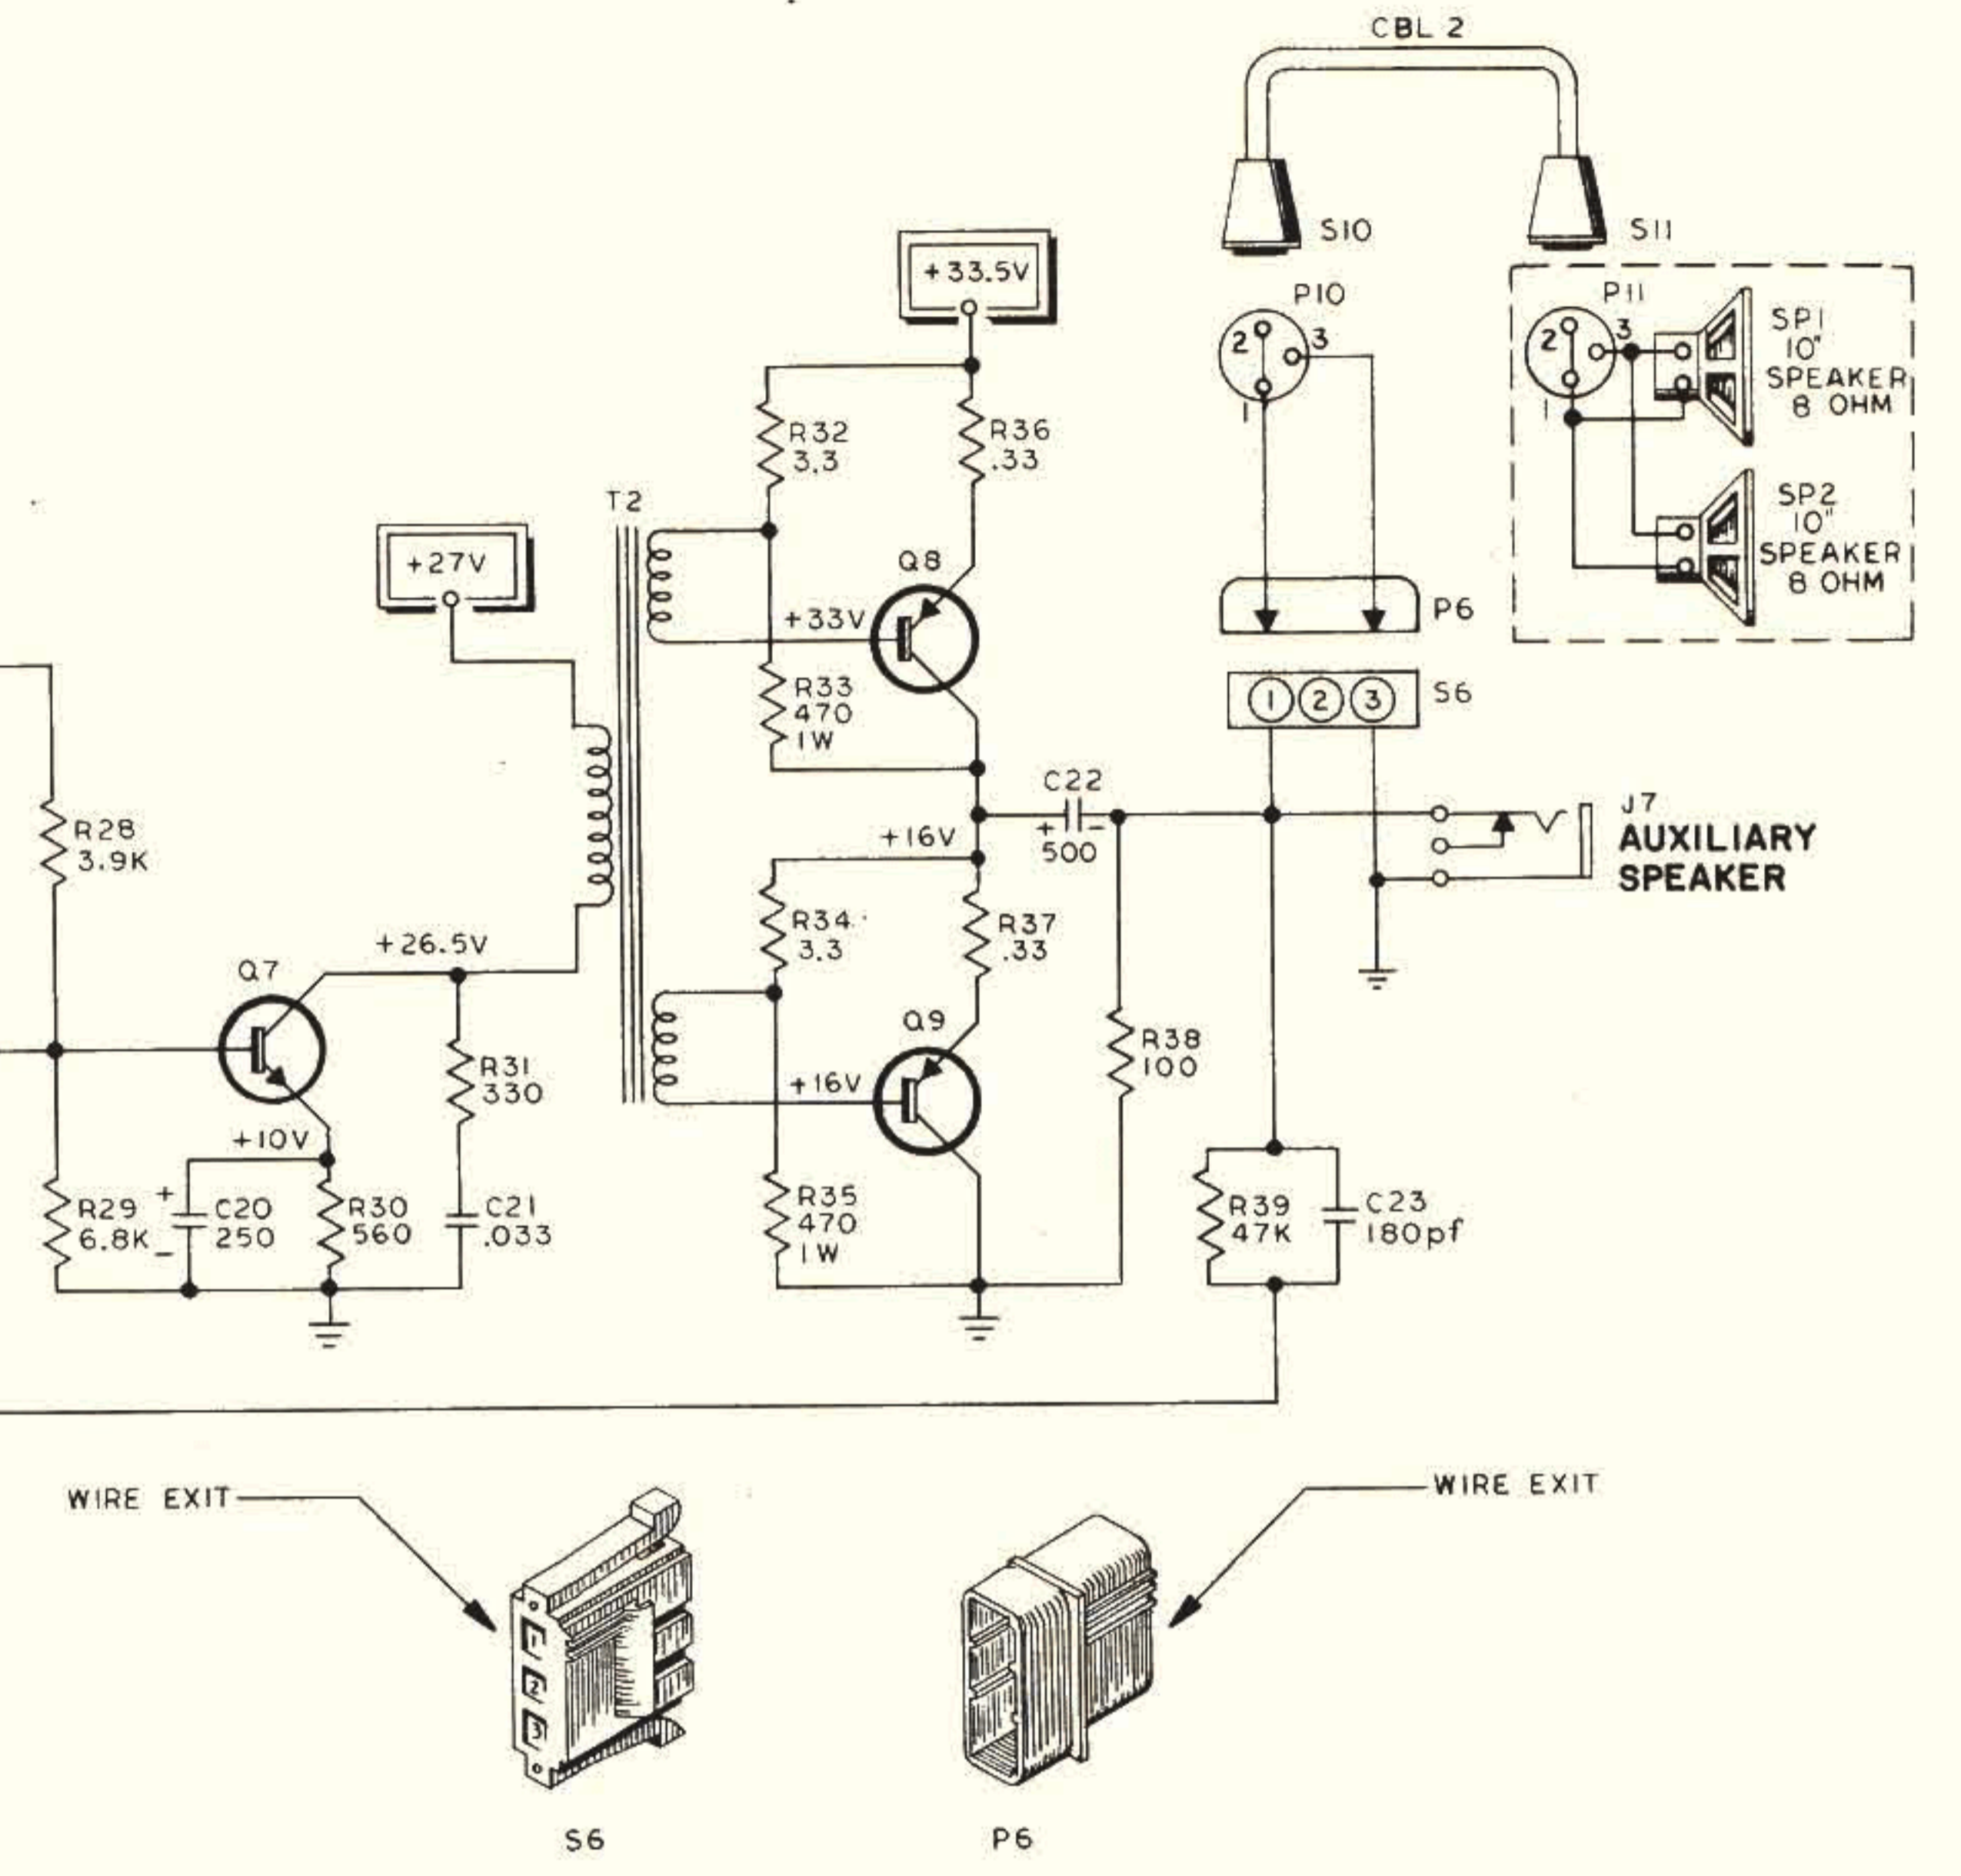 CBL 2
S10
S11
+33.5V
P10
2
3
1
P11
2
3
1
SP1
10"
SPEAKER
8 OHM
SP2
10"
SPEAKER
8 OHM
R32
3.3
R36
.33
T2
+27V
Q8
+33V
P6
R33
470
1W
1 2 3
S6
C22
+ -
500
J7
AUXILIARY
SPEAKER
R28
3.9K
+16V
R34
3.3
R37
.33
+26.5V
Q7
Q9
R31
330
+16V
R38
100
+10V
R29
6.8K
+
C20
250
-
R30
560
C21
.033
R35
470
1W
R39
47K
C23
180pf
WIRE EXIT
WIRE EXIT
1
2
3
S6
P6